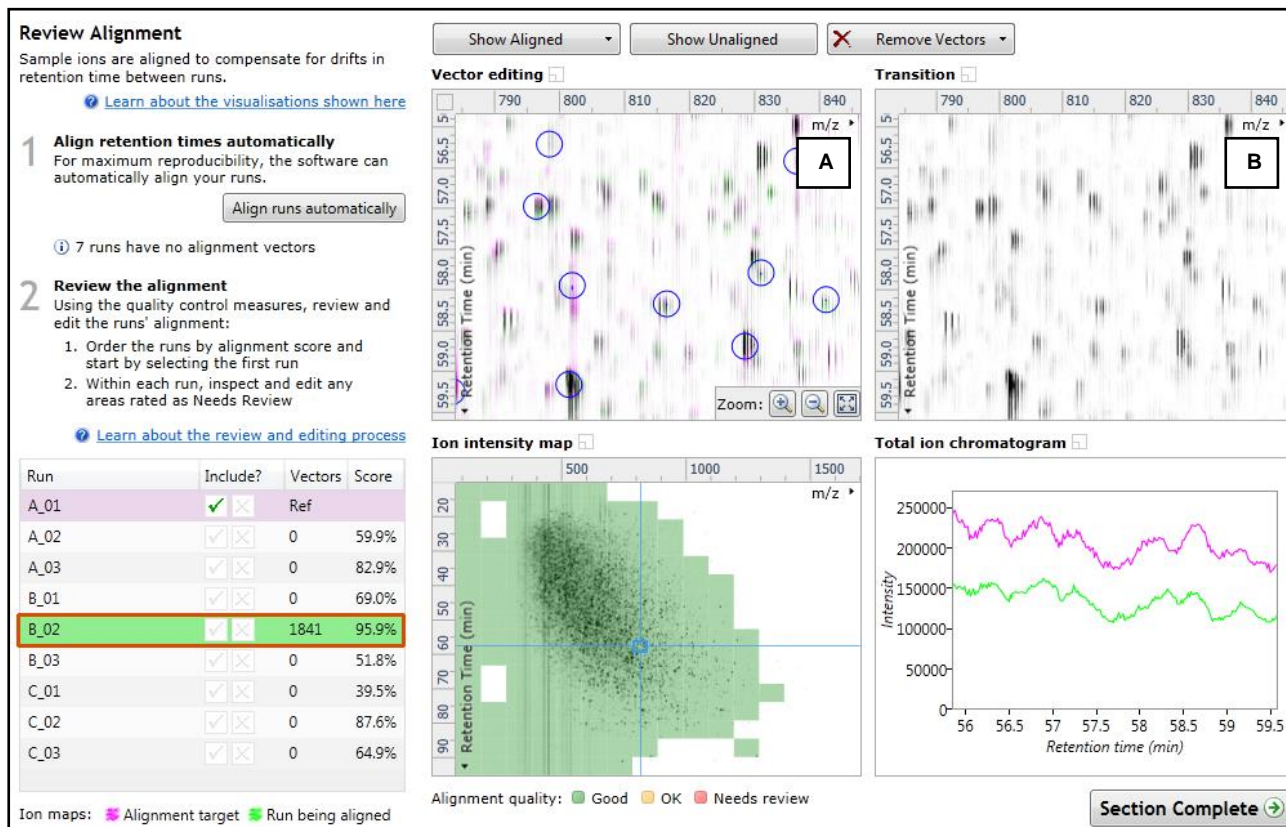 Review Alignment
Sample ions are aligned to compensate for drifts in
retention time between runs.
Learn about the visualisations shown here
1 Align retention times automatically
For maximum reproducibility, the software can
automatically align your runs.
Align runs automatically
7 runs have no alignment vectors
2 Review the alignment
Using the quality control measures, review and
edit the runs' alignment:
1. Order the runs by alignment score and
start by selecting the first run
2. Within each run, inspect and edit any
areas rated as Needs Review
Learn about the review and editing process
Run Include? Vectors Score
A_01 Ref
A_02 0 59.9%
A_03 0 82.9%
B_01 0 69.0%
B_02 1841 95.9%
B_03 0 51.8%
C_01 0 39.5%
C_02 0 87.6%
C_03 0 64.9%
Ion maps: Alignment target Run being aligned
Show Aligned Show Unaligned Remove Vectors
Vector editing
790 800 810 820 830 840
m/z
A
56.5
57.0
57.5
58.0
58.5
59.0
59.5
Retention Time (min)
Zoom:
Transition
790 800 810 820 830 840
m/z
B
56.5
57.0
57.5
58.0
58.5
59.0
59.5
Retention Time (min)
Ion intensity map
500 1000 1500
m/z
20
30
40
50
60
70
80
90
Retention Time (min)
Alignment quality: Good OK Needs review
Total ion chromatogram
250000
200000
150000
100000
50000
0
Intensity
56 56.5 57 57.5 58 58.5 59 59.5
Retention time (min)
Section Complete